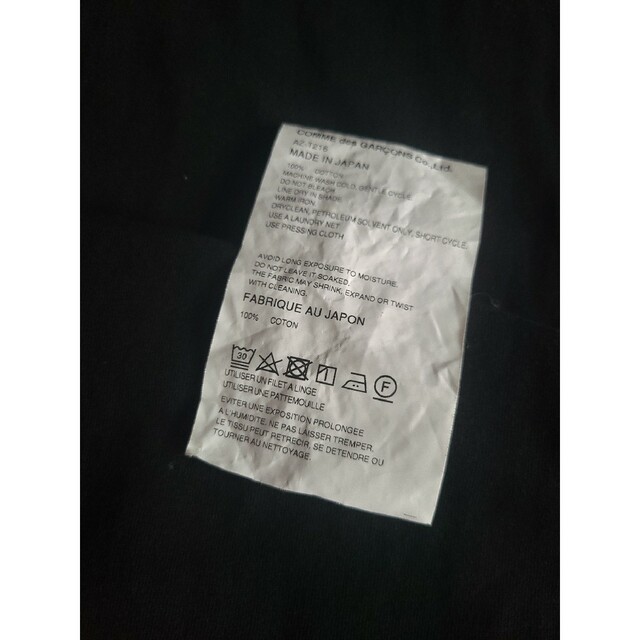 COMME des GARÇONS Co.,Ltd.
AZ-T216
MADE IN JAPAN
100% COTTON
MACHINE WASH COLD, GENTLE CYCLE
DO NOT BLEACH
LINE DRY IN SHADE
WARM IRON
DRYCLEAN, PETROLEUM SOLVENT ONLY, SHORT CYCLE.
USE A LAUNDRY NET
USE PRESSING CLOTH
AVOID LONG EXPOSURE TO MOISTURE.
DO NOT LEAVE IT SOAKED.
THE FABRIC MAY SHRINK, EXPAND OR TWIST
WITH CLEANING.
FABRIQUE AU JAPON
100% COTON
30 F
UTILISER UN FILET A LINGE
UTILISER UNE PATTEMOUILLE
EVITER UNE EXPOSITION PROLONGEE
A L'HUMIDITE. NE PAS LAISSER TREMPER.
LE TISSU PEUT RETRECIR, SE DETENDRE OU
TOURNER AU NETTOYAGE.